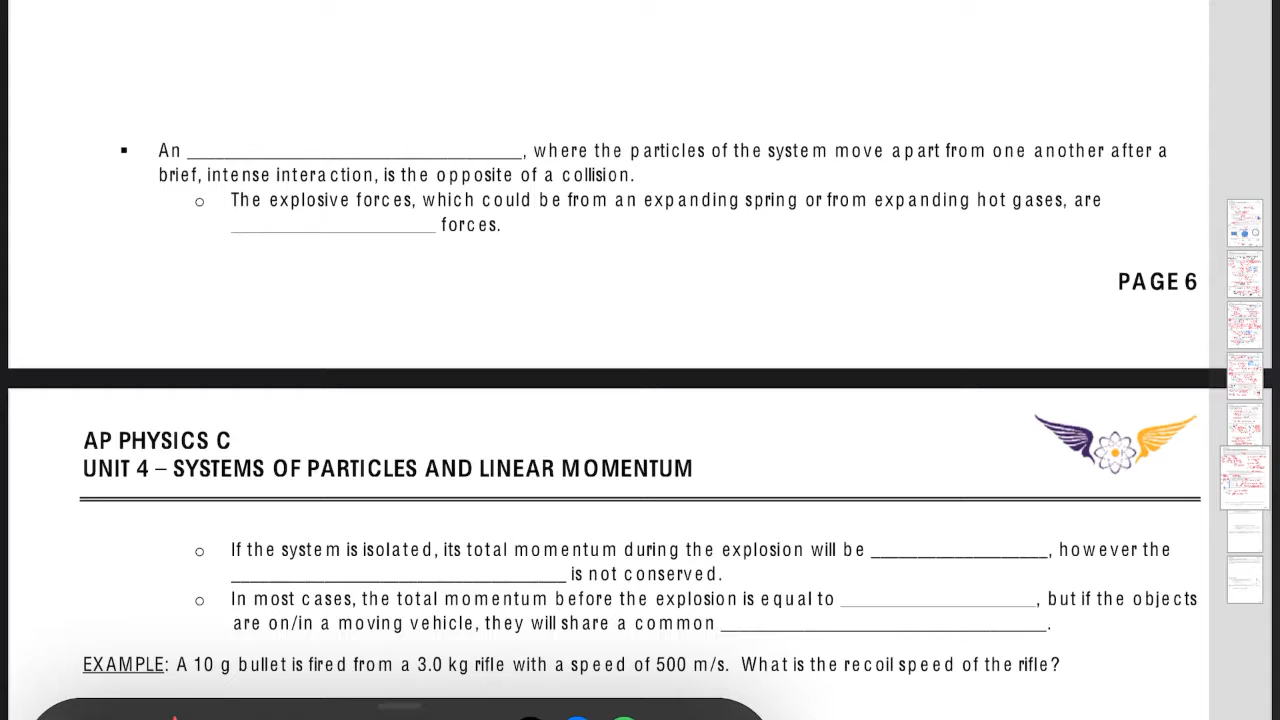 ▪ An ______________________________, where the particles of the system move apart from one another after a
brief, intense interaction, is the opposite of a collision.
o The explosive forces, which could be from an expanding spring or from expanding hot gases, are
____________________ forces.
PAGE 6
AP PHYSICS C
UNIT 4 – SYSTEMS OF PARTICLES AND LINEAR MOMENTUM
o If the system is isolated, its total momentum during the explosion will be __________________, however the
______________________________ is not conserved.
o In most cases, the total momentum before the explosion is equal to ____________________, but if the objects
are on/in a moving vehicle, they will share a common ______________________________.
EXAMPLE: A 10 g bullet is fired from a 3.0 kg rifle with a speed of 500 m/s. What is the recoil speed of the rifle?